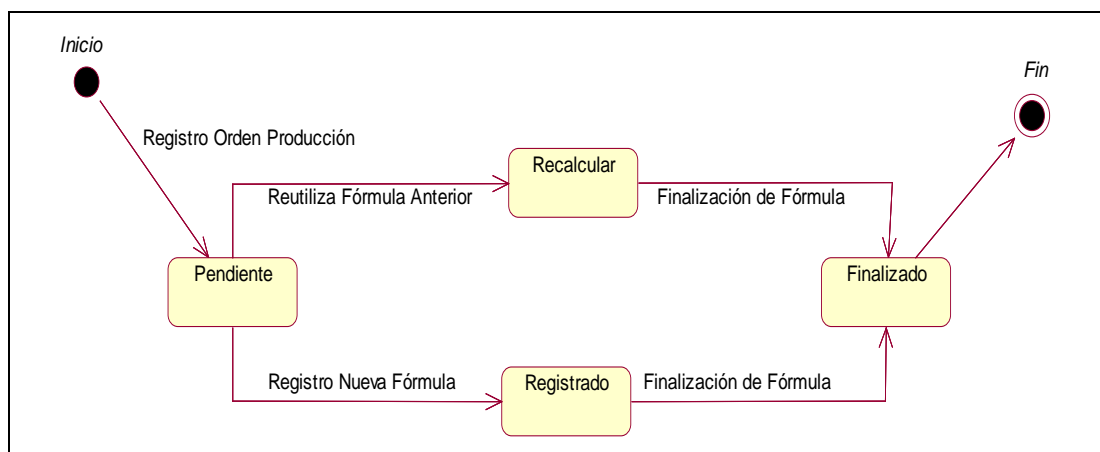 Inicio
Fin
Registro Orden Producción
Recalcular
Reutiliza Fórmula Anterior
Finalización de Fórmula
Pendiente
Finalizado
Registro Nueva Fórmula
Registrado
Finalización de Fórmula